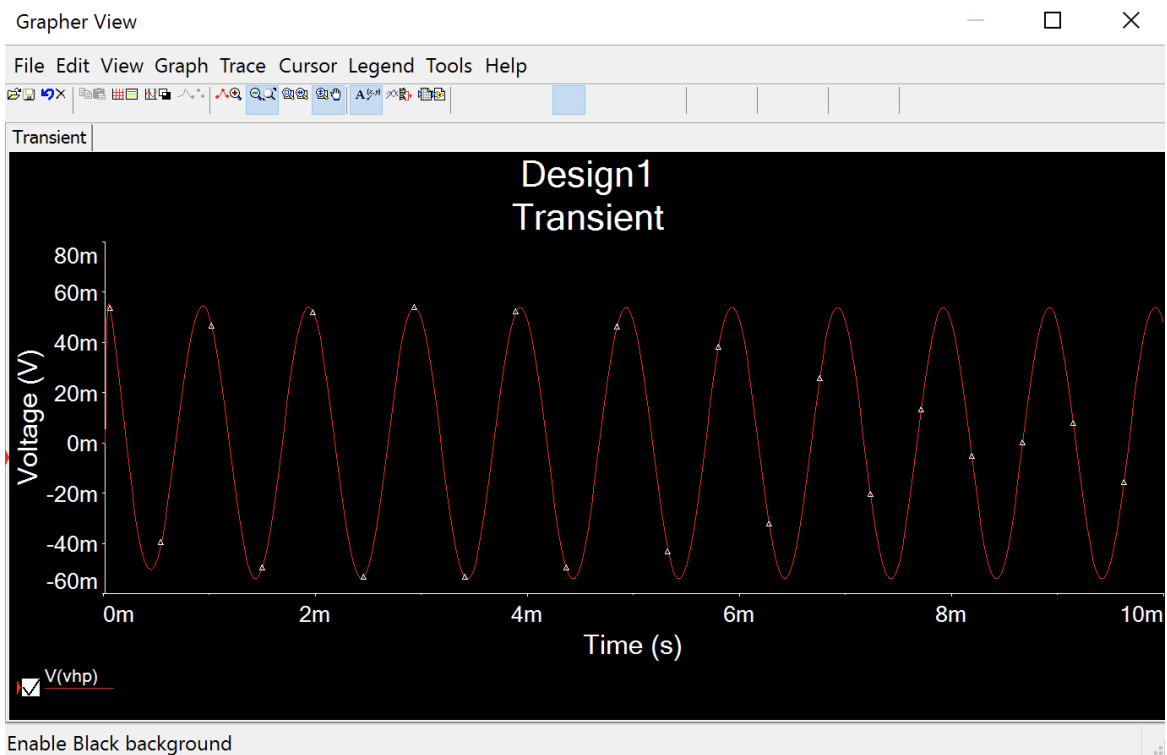 Grapher View
File Edit View Graph Trace Cursor Legend Tools Help
Transient
Design1
Transient
80m
60m
40m
20m
0m
-20m
-40m
-60m
Voltage (V)
0m 2m 4m 6m 8m 10m
Time (s)
V(vhp)
Enable Black background